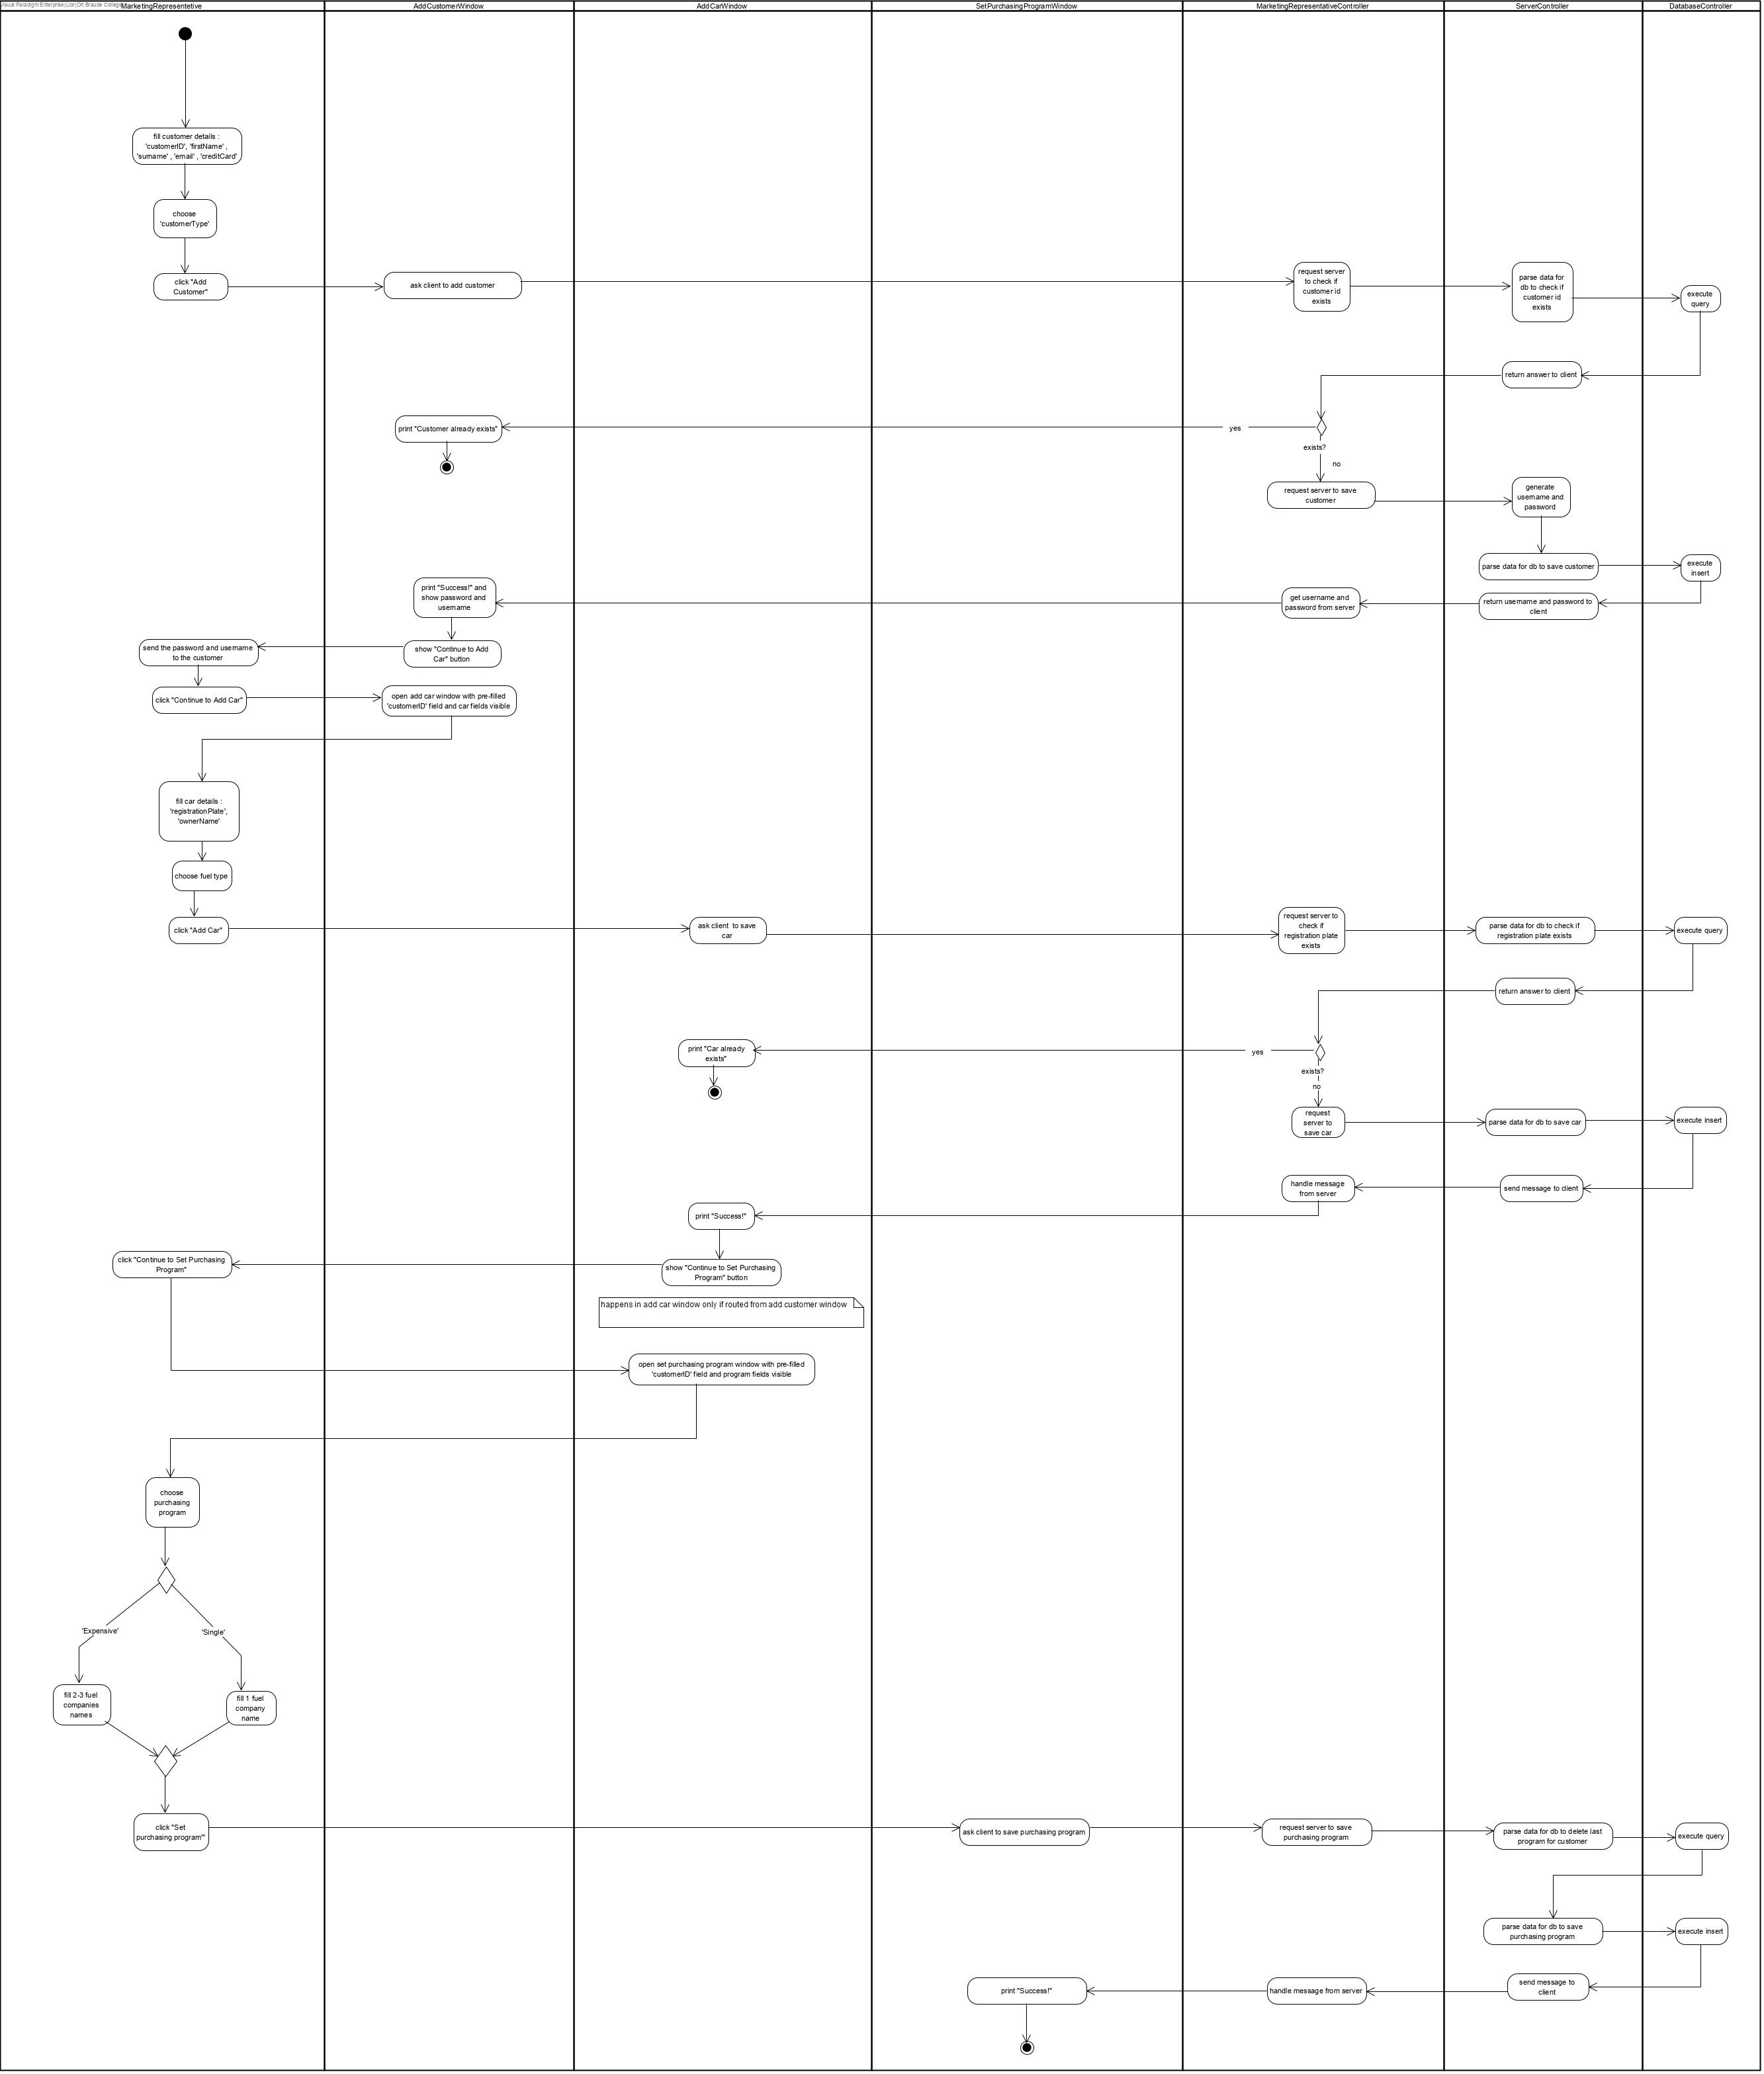 Visual Paradigm Enterprise(Lior(Ort Braude College
MarketingRepresentetive
AddCustomerWindow
AddCarWindow
SetPurchasingProgramWindow
MarketingRepresentativeController
ServerController
DatabaseController
fill customer details :
'customerID', 'firstName' ,
'surname' , 'email' , 'creditCard'
choose
'customerType'
click "Add
Customer"
ask client to add customer
request server
to check if
customer id
exists
parse data for
db to check if
customer id
exists
execute
query
return answer to client
print "Customer already exists"
yes
exists?
no
request server to save
customer
generate
username and
password
parse data for db to save customer
execute
insert
print "Success!" and
show password and
username
get username and
password from server
return username and password to
client
send the password and username
to the customer
show "Continue to Add
Car" button
click "Continue to Add Car"
open add car window with pre-filled
'customerID' field and car fields visible
fill car details :
'registrationPlate',
'ownerName'
choose fuel type
click "Add Car"
ask client  to save
car
request server to
check if
registration plate
exists
parse data for db to check if
registration plate exists
execute query
return answer to client
print "Car already
exists"
yes
exists?
no
request
server to
save car
parse data for db to save car
execute insert
handle message
from server
send message to client
print "Success!"
click "Continue to Set Purchasing
Program"
show "Continue to Set Purchasing
Program" button
happens in add car window only if routed from add customer window
open set purchasing program window with pre-filled
'customerID' field and program fields visible
choose
purchasing
program
'Expensive'
'Single'
fill 2-3 fuel
companies
names
fill 1 fuel
company
name
click "Set
purchasing program'"
ask client to save purchasing program
request server to save
purchasing program
parse data for db to delete last
program for customer
execute query
parse data for db to save
purchasing program
execute insert
print "Success!"
handle message from server
send message to
client